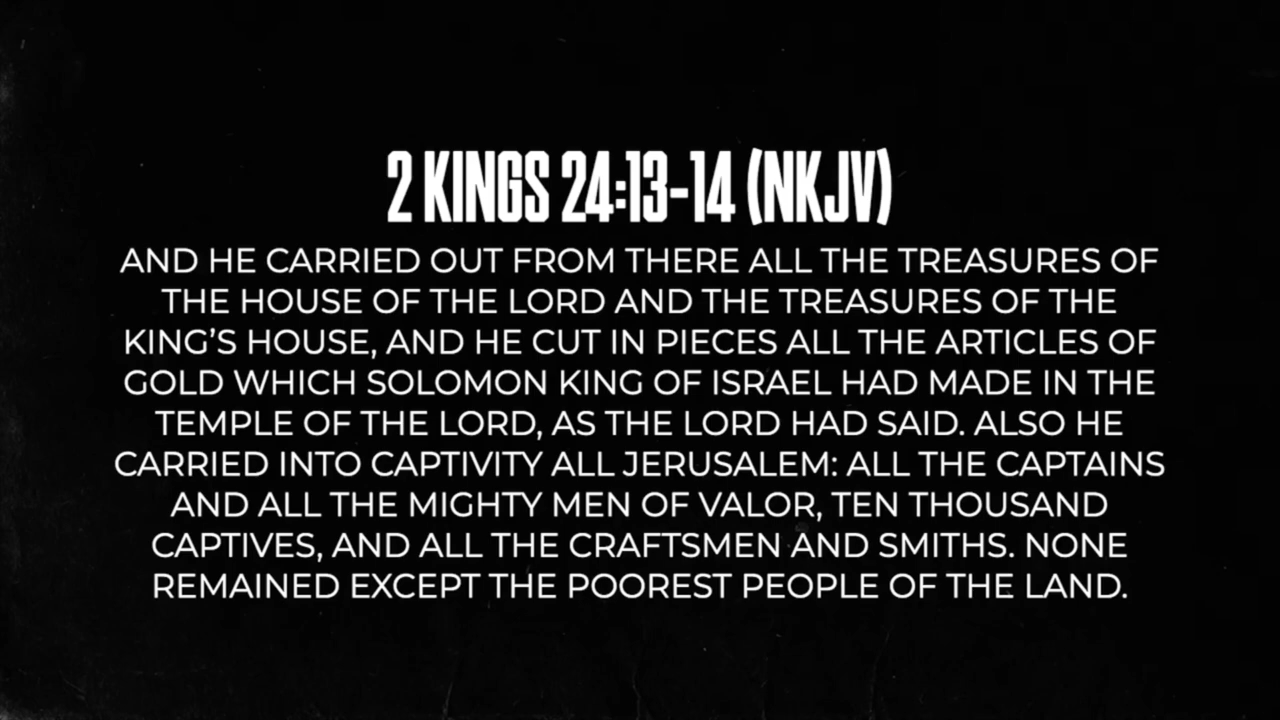 2 KINGS 24:13-14 (NKJV)
AND HE CARRIED OUT FROM THERE ALL THE TREASURES OF
THE HOUSE OF THE LORD AND THE TREASURES OF THE
KING’S HOUSE, AND HE CUT IN PIECES ALL THE ARTICLES OF
GOLD WHICH SOLOMON KING OF ISRAEL HAD MADE IN THE
TEMPLE OF THE LORD, AS THE LORD HAD SAID. ALSO HE
CARRIED INTO CAPTIVITY ALL JERUSALEM: ALL THE CAPTAINS
AND ALL THE MIGHTY MEN OF VALOR, TEN THOUSAND
CAPTIVES, AND ALL THE CRAFTSMEN AND SMITHS. NONE
REMAINED EXCEPT THE POOREST PEOPLE OF THE LAND.